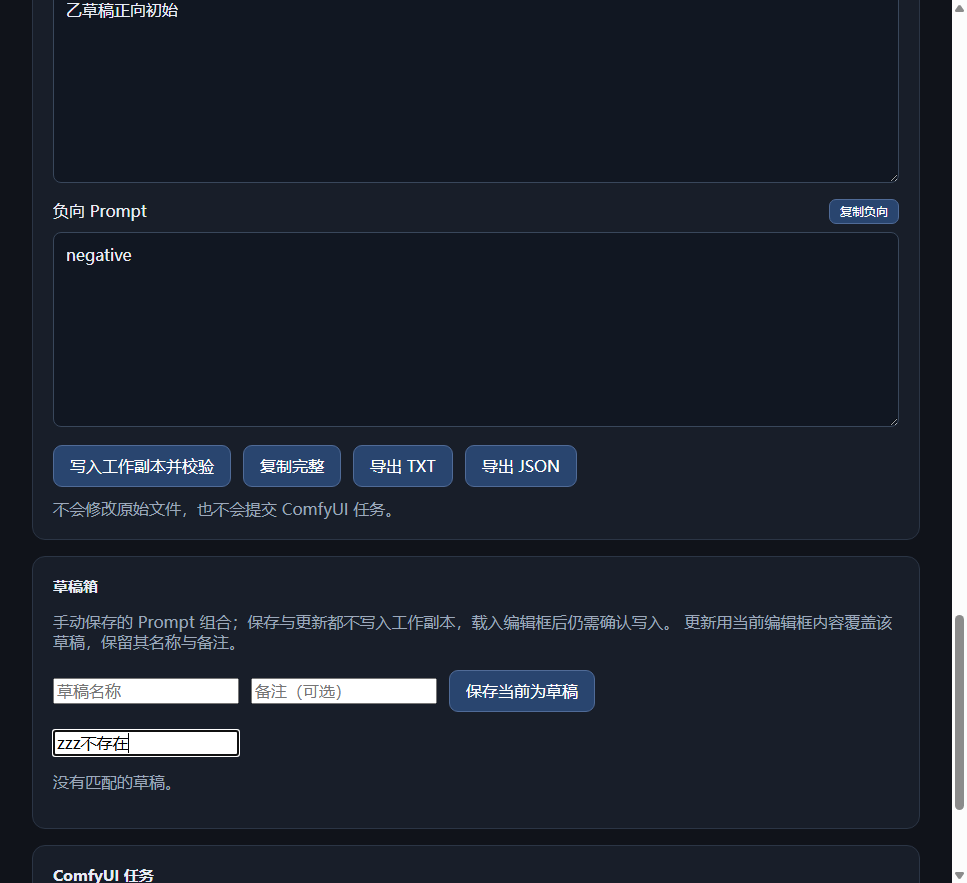 乙草稿正向初始
负向 Prompt
复制负向
negative
写入工作副本并校验
复制完整
导出 TXT
导出 JSON
不会修改原始文件，也不会提交 ComfyUI 任务。
草稿箱
手动保存的 Prompt 组合；保存与更新都不写入工作副本，载入编辑框后仍需确认写入。 更新用当前编辑框内容覆盖该
草稿，保留其名称与备注。
草稿名称
备注（可选）
保存当前为草稿
zzz不存在
没有匹配的草稿。
ComfyUI 任务